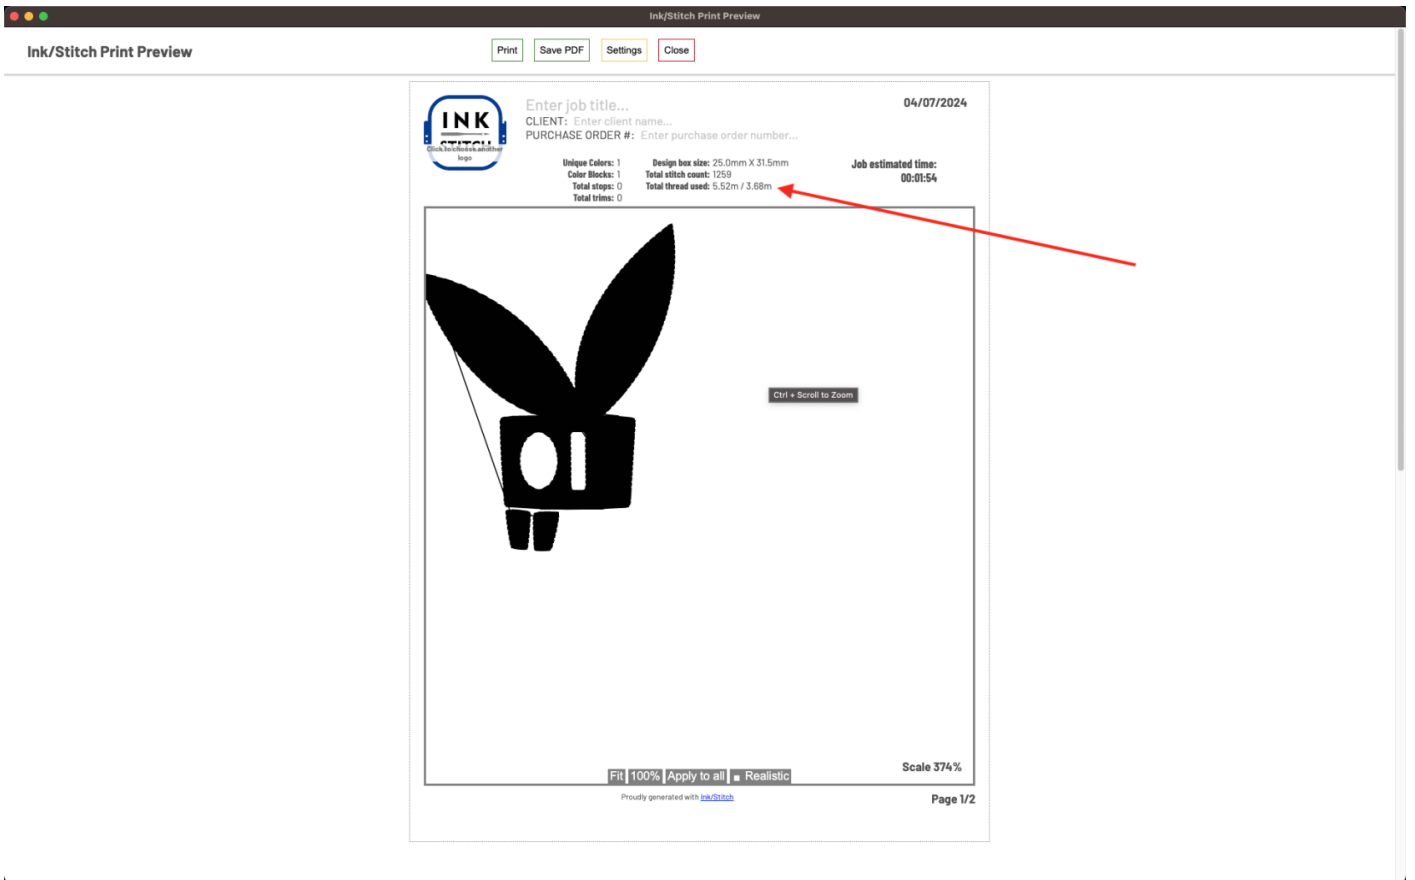 Ink/Stitch Print Preview
Ink/Stitch Print Preview
Print
Save PDF
Settings
Close
INK
STITCH
Click to choose another
logo
Enter job title...
CLIENT: Enter client name...
PURCHASE ORDER #: Enter purchase order number...
04/07/2024
Unique Colors: 1
Color Blocks: 1
Total stops: 0
Total trims: 0
Design box size: 25.0mm X 31.5mm
Total stitch count: 1259
Total thread used: 5.52m / 3.68m
Job estimated time:
00:01:54
Ctrl + Scroll to Zoom
Scale 374%
Fit 100% Apply to all Realistic
Proudly generated with Ink/Stitch
Page 1/2